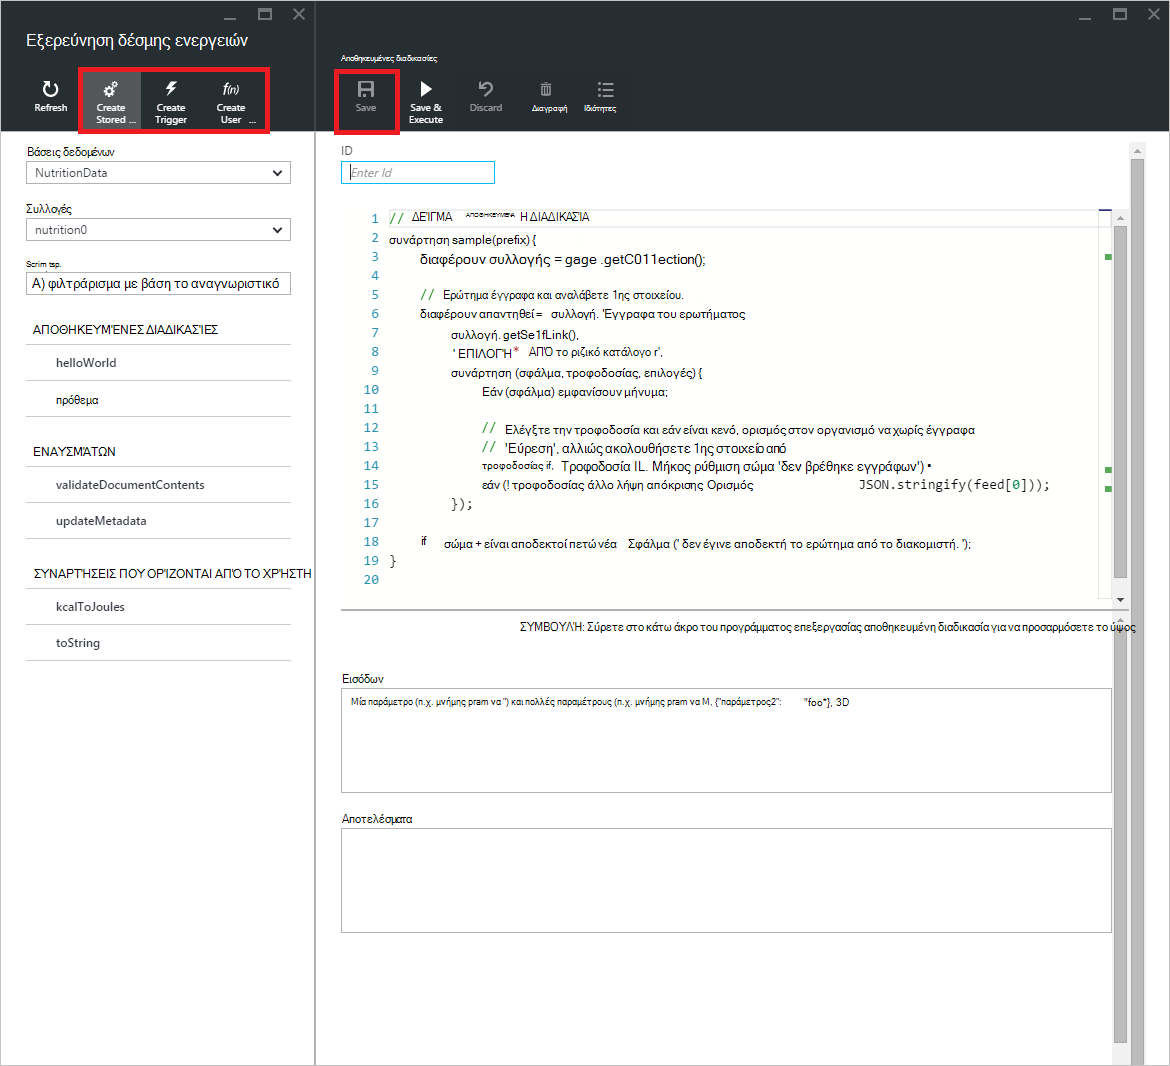 Εξερεύνηση δέσμης ενεργειών
Refresh
Create Stored ...
Create Trigger
f(n)
Create User ...
Βάσεις δεδομένων
NutritionData
Συλλογές
nutrition0
Scrim tsp.
Α) φιλτράρισμα με βάση το αναγνωριστικό
ΑΠΟΘΗΚΕΥΜΈΝΕΣ ΔΙΑΔΙΚΑΣΊΕΣ
helloWorld
πρόθεμα
ΕΝΑΥΣΜΆΤΩΝ
validateDocumentContents
updateMetadata
ΣΥΝΑΡΤΉΣΕΙΣ ΠΟΥ ΟΡΊΖΟΝΤΑΙ ΑΠΌ ΤΟ ΧΡΉΣΤΗ
kcalToJoules
toString
Αποθηκευμένες διαδικασίες
Save
Save & Execute
Discard
Διαγραφή
Ιδιότητες
ID
Enter Id
1 // ΔΕΊΓΜΑ ΑΠΟΘΗΚΕΥΜΈΝΑ Η ΔΙΑΔΙΚΑΣΊΑ
2 συνάρτηση sample(prefix) {
3 διαφέρουν συλλογής = gage .getC011ection();
4
5 // Ερώτημα έγγραφα και αναλάβετε 1ης στοιχείου.
6 διαφέρουν απαντηθεί = συλλογή. Έγγραφα του ερωτήματος
7 συλλογή. getSe1fLink(),
8 ' ΕΠΙΛΟΓΉ * ΑΠΌ το ριζικό κατάλογο r',
9 συνάρτηση (σφάλμα, τροφοδοσίας, επιλογές) {
10 Εάν (σφάλμα) εμφανίσουν μήνυμα;
11
12 // Ελέγξτε την τροφοδοσία και εάν είναι κενό, ορισμός στον οργανισμό να χωρίς έγγραφα
13 // 'Εύρεση', αλλιώς ακολουθήσετε 1ης στοιχείο από
14 τροφοδοσίας if. Τροφοδοσία IL. Μήκος ρύθμιση σώμα 'δεν βρέθηκε εγγράφων') •
15 εάν (! τροφοδοσίας άλλο λήψη απόκρισης Ορισμός JSON.stringify(feed[0]));
16 });
17
18 if σώμα + είναι αποδεκτοί πετώ νέα Σφάλμα (' δεν έγινε αποδεκτή το ερώτημα από το διακομιστή. ');
19 }
20
ΣΥΜΒΟΥΛΉ: Σύρετε στο κάτω άκρο του προγράμματος επεξεργασίας αποθηκευμένη διαδικασία για να προσαρμόσετε το ύψος
Εισόδων
Μία παράμετρο (π.χ. μνήμης pram να ") και πολλές παραμέτρους (π.χ. μνήμης pram να M, {"παράμετρος2": "foo*}, 3D
Αποτελέσματα